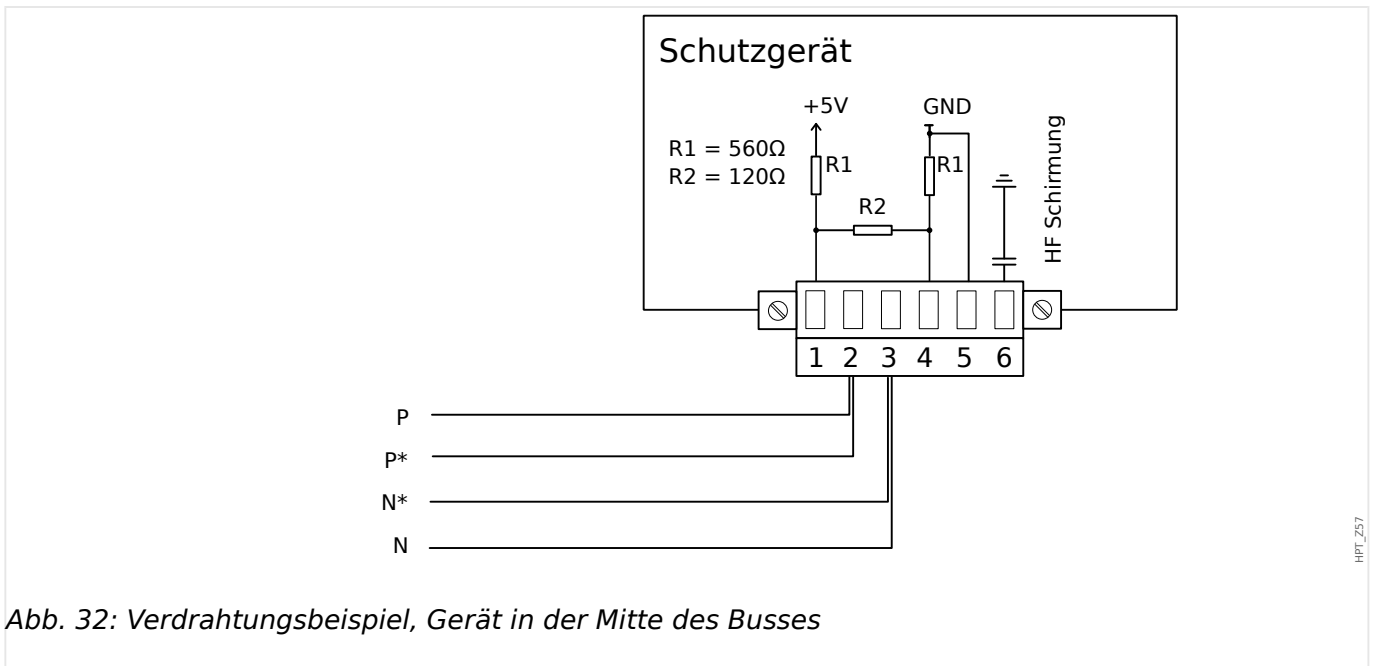 Schutzgerät
+5V
GND
R1 = 560Ω
R2 = 120Ω
R1
R1
R2
HF Schirmung
1 2 3 4 5 6
P
P*
N*
N
HPT_Z57
Abb. 32: Verdrahtungsbeispiel, Gerät in der Mitte des Busses